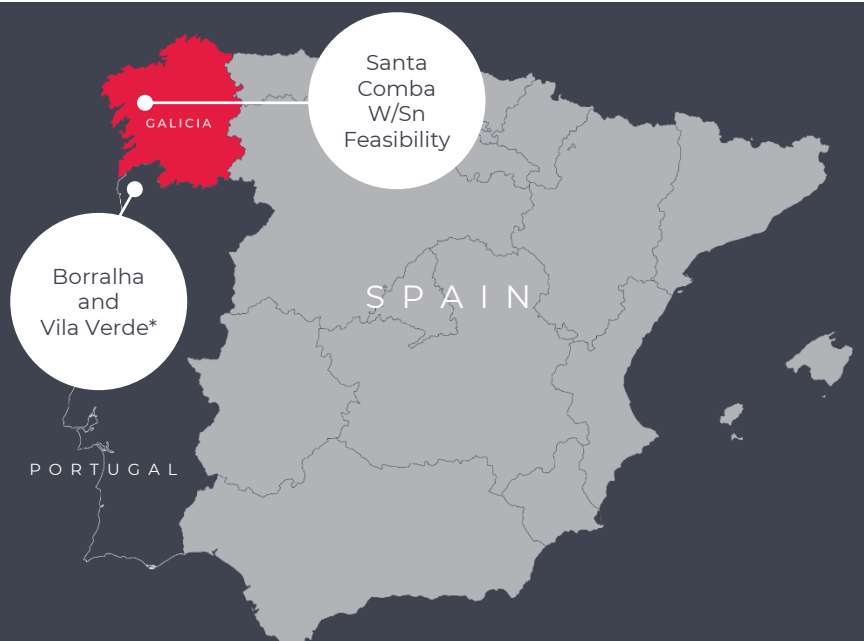 Santa
Comba
W/Sn
Feasibility
GALICIA
Borralha
and
Vila Verde*
SPAIN
PORTUGAL